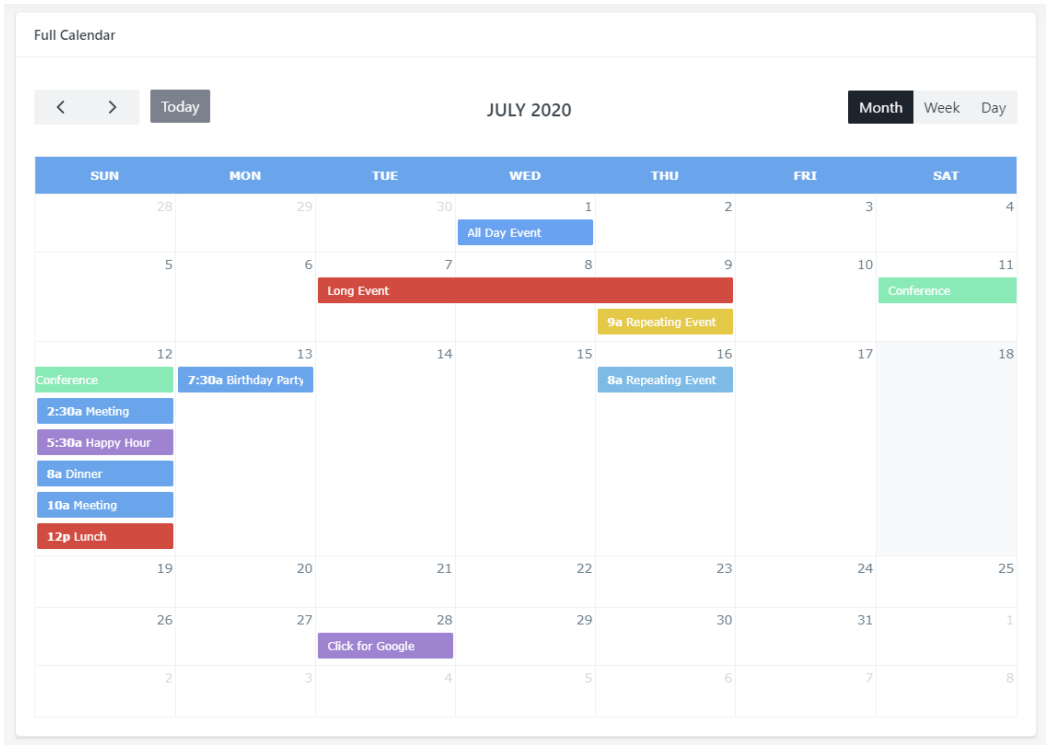 Full Calendar
Today
JULY 2020
Month Week Day
SUN MON TUE WED THU FRI SAT
28 29 30 1 2 3 4
All Day Event
5 6 7 8 9 10 11
Long Event Conference
9a Repeating Event
12 13 14 15 16 17 18
Conference 7:30a Birthday Party 8a Repeating Event
2:30a Meeting
5:30a Happy Hour
8a Dinner
10a Meeting
12p Lunch
19 20 21 22 23 24 25
26 27 28 29 30 31 1
Click for Google
2 3 4 5 6 7 8